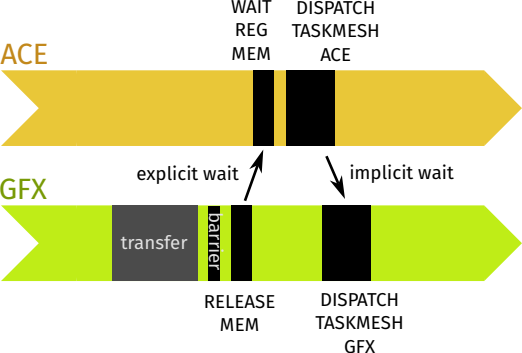 WAIT
REG
MEM
DISPATCH
TASKMESH
ACE
ACE
explicit wait
implicit wait
GFX
transfer
barrier
RELEASE
MEM
DISPATCH
TASKMESH
GFX